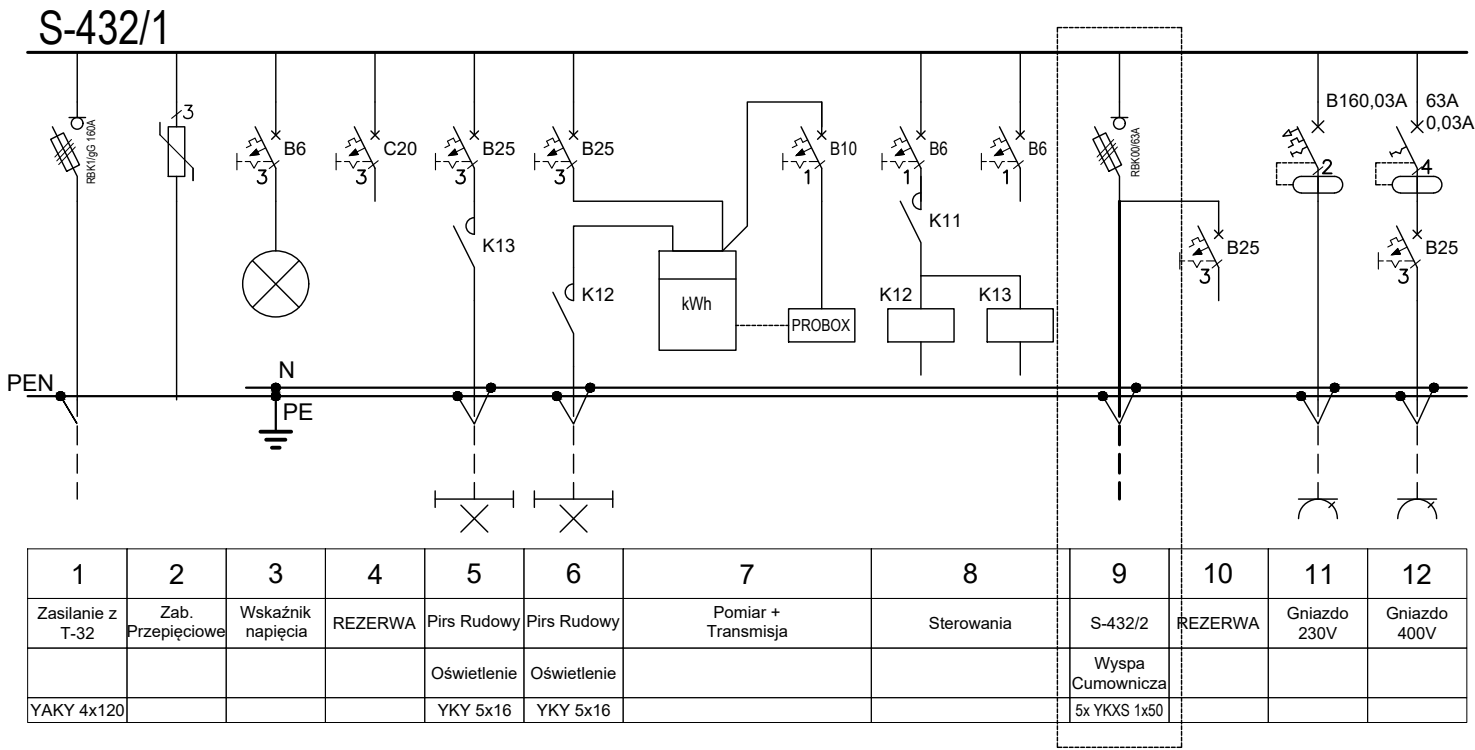 S-432/1
RBK1/gG 160A
3
B6
3
C20
3
B25
3
B25
3
B10
1
B6
1
B6
1
RBK00/63A
B160,03A
2
63A
0,03A
4
K13
K12
K11
B25
3
B25
3
kWh
PROBOX
K12
K13
PEN
N
PE
1 2 3 4 5 6 7 8 9 10 11 12
Zasilanie z
T-32
Zab.
Przepięciowe
Wskaźnik
napięcia
REZERWA
Pirs Rudowy
Pirs Rudowy
Pomiar +
Transmisja
Sterowania
S-432/2
REZERWA
Gniazdo
230V
Gniazdo
400V
Oświetlenie
Oświetlenie
Wyspa
Cumownicza
YAKY 4x120
YKY 5x16
YKY 5x16
5x YKXS 1x50